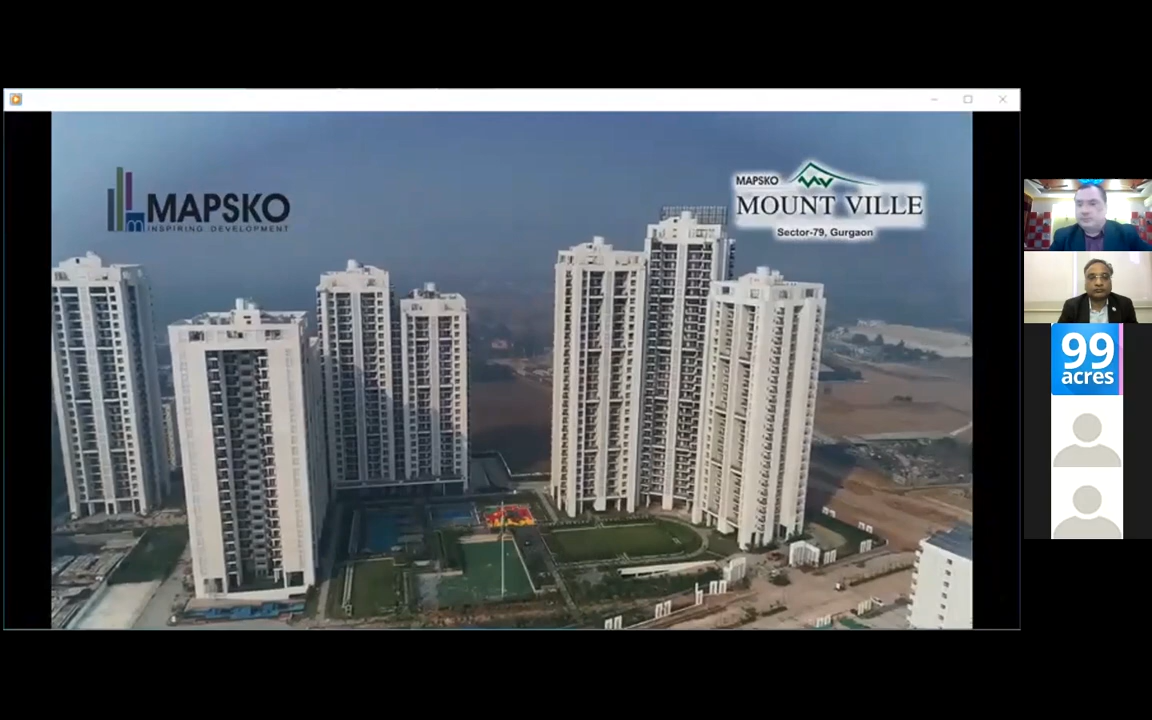 MAPSKO
INSPIRING DEVELOPMENT
MAPSKO
MOUNT VILLE
Sector-79, Gurgaon
99
acres